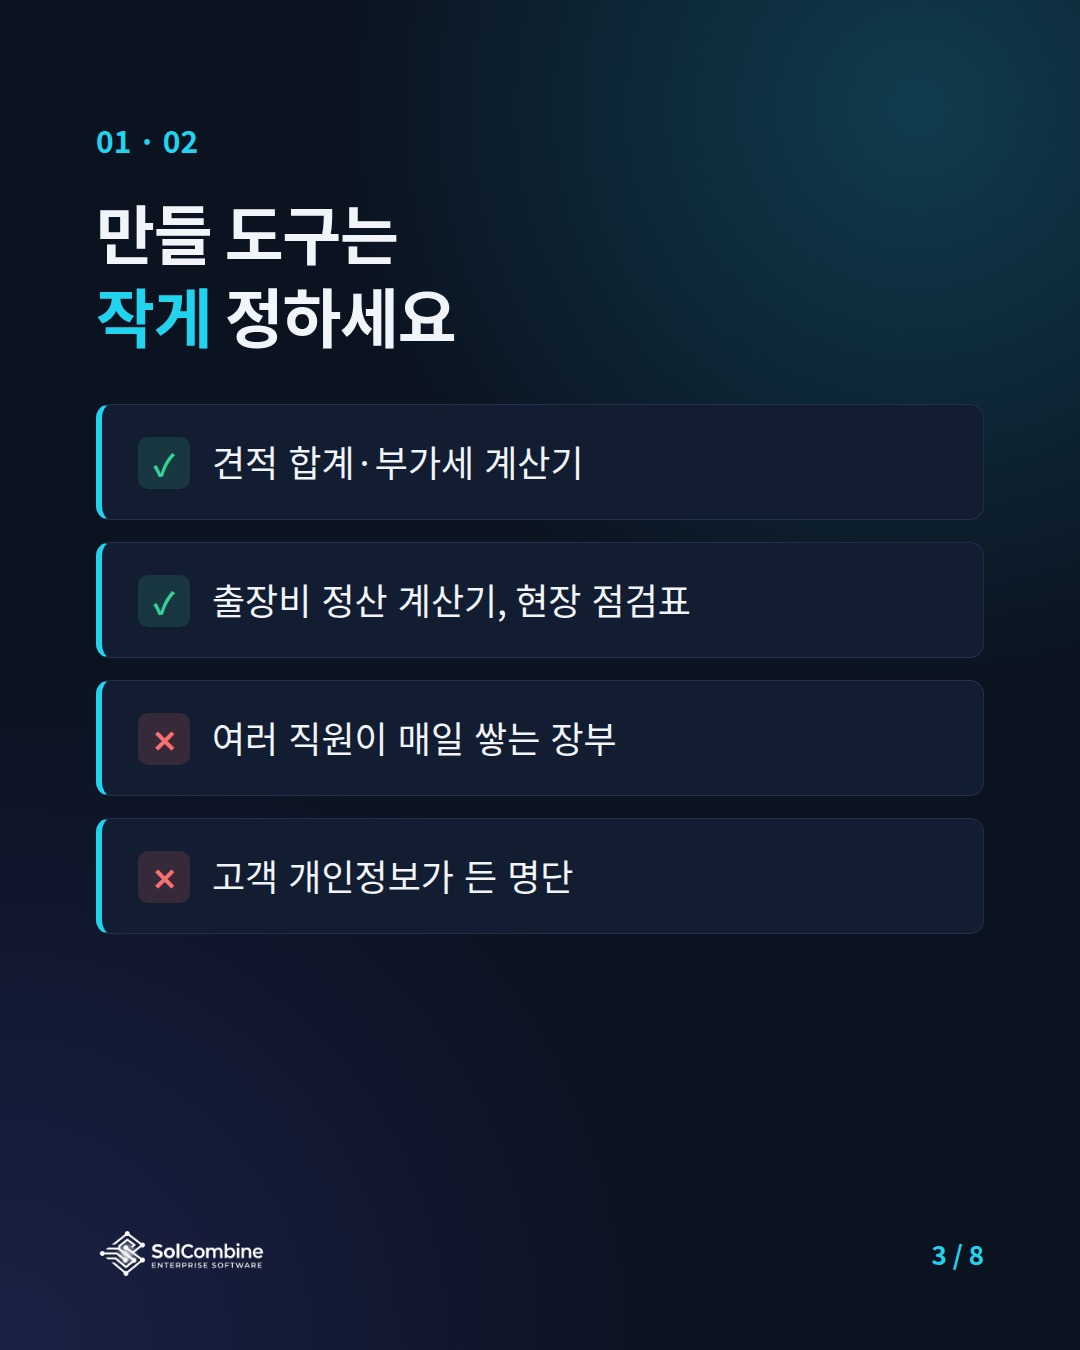 01 · 02
만들 도구는
작게 정하세요
✓ 견적 합계·부가세 계산기
✓ 출장비 정산 계산기, 현장 점검표
✕ 여러 직원이 매일 쌓는 장부
✕ 고객 개인정보가 든 명단
SolCombine
ENTERPRISE SOFTWARE
3 / 8